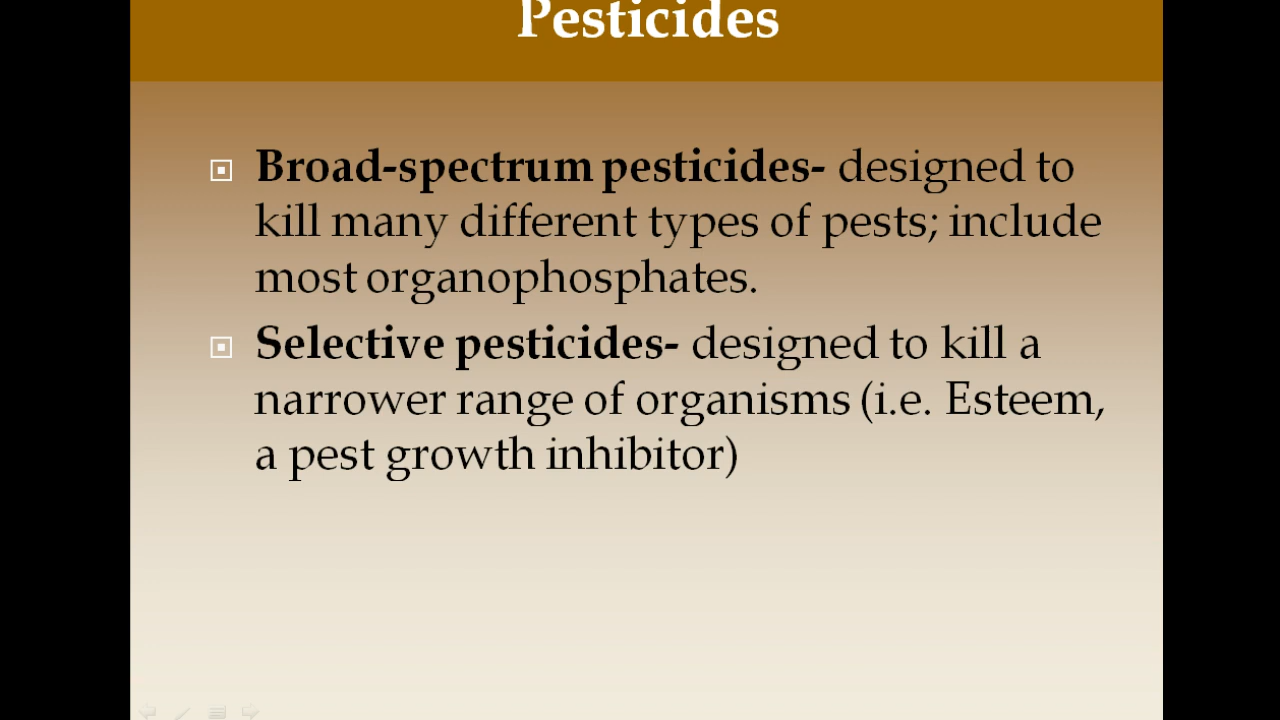 Pesticides
Broad-spectrum pesticides- designed to
kill many different types of pests; include
most organophosphates.
Selective pesticides- designed to kill a
narrower range of organisms (i.e. Esteem,
a pest growth inhibitor)